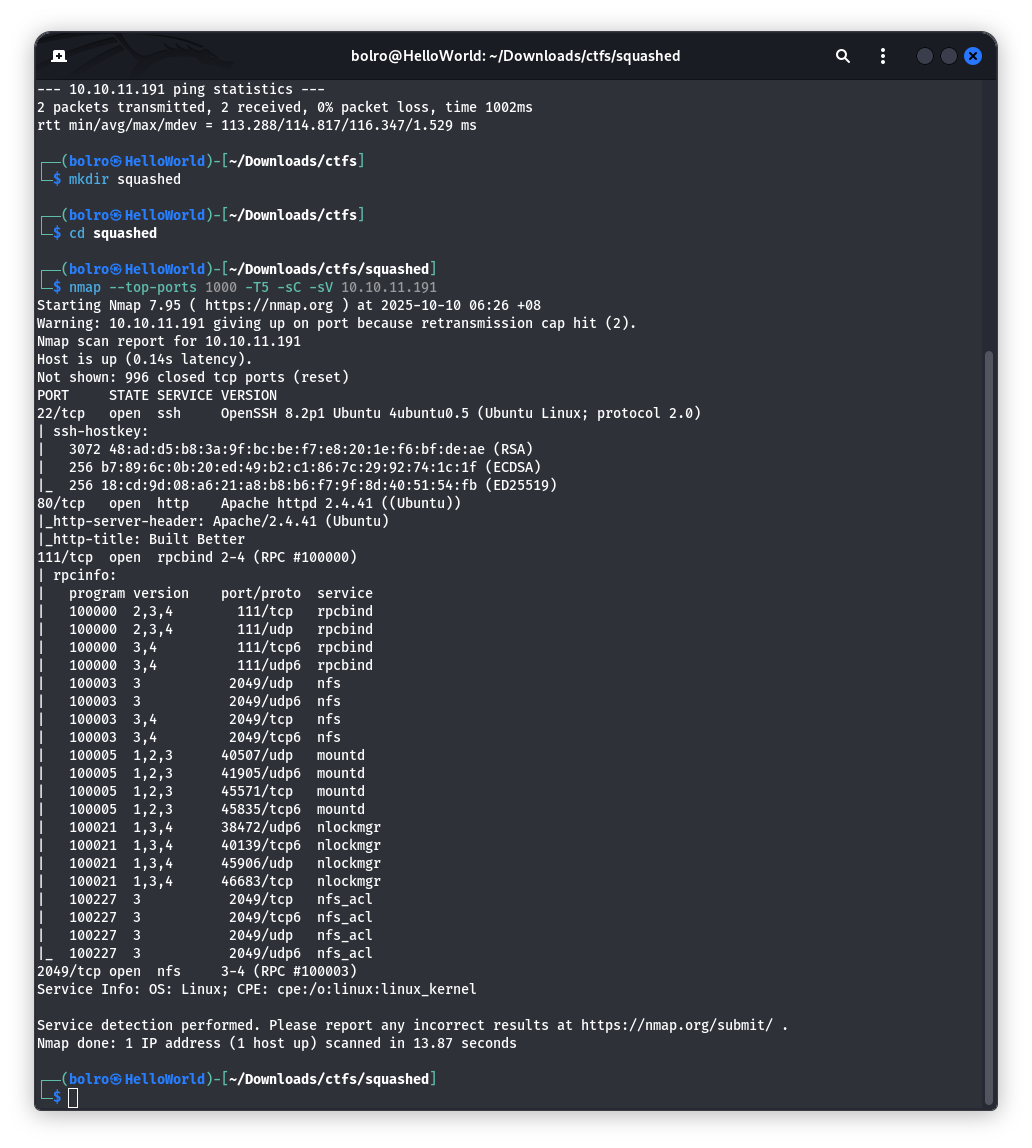 bolro@HelloWorld: ~/Downloads/ctfs/squashed
--- 10.10.11.191 ping statistics ---
2 packets transmitted, 2 received, 0% packet loss, time 1002ms
rtt min/avg/max/mdev = 113.288/114.817/116.347/1.529 ms
┌──(bolro㉿HelloWorld)-[~/Downloads/ctfs]
└─$ mkdir squashed
┌──(bolro㉿HelloWorld)-[~/Downloads/ctfs]
└─$ cd squashed
┌──(bolro㉿HelloWorld)-[~/Downloads/ctfs/squashed]
└─$ nmap --top-ports 1000 -T5 -sC -sV 10.10.11.191
Starting Nmap 7.95 ( https://nmap.org ) at 2025-10-10 06:26 +08
Warning: 10.10.11.191 giving up on port because retransmission cap hit (2).
Nmap scan report for 10.10.11.191
Host is up (0.14s latency).
Not shown: 996 closed tcp ports (reset)
PORT     STATE SERVICE VERSION
22/tcp   open  ssh     OpenSSH 8.2p1 Ubuntu 4ubuntu0.5 (Ubuntu Linux; protocol 2.0)
| ssh-hostkey:
|   3072 48:ad:d5:b8:3a:9f:bc:be:f7:e8:20:1e:f6:bf:de:ae (RSA)
|   256 b7:89:6c:0b:20:ed:49:b2:c1:86:7c:29:92:74:1c:1f (ECDSA)
|_  256 18:cd:9d:08:a6:21:a8:b8:b6:f7:9f:8d:40:51:54:fb (ED25519)
80/tcp   open  http    Apache httpd 2.4.41 ((Ubuntu))
|_http-server-header: Apache/2.4.41 (Ubuntu)
|_http-title: Built Better
111/tcp  open  rpcbind 2-4 (RPC #100000)
| rpcinfo:
|   program version    port/proto  service
|   100000  2,3,4        111/tcp   rpcbind
|   100000  2,3,4        111/udp   rpcbind
|   100000  3,4          111/tcp6  rpcbind
|   100000  3,4          111/udp6  rpcbind
|   100003  3           2049/udp   nfs
|   100003  3           2049/udp6  nfs
|   100003  3,4         2049/tcp   nfs
|   100003  3,4         2049/tcp6  nfs
|   100005  1,2,3      40507/udp   mountd
|   100005  1,2,3      41905/udp6  mountd
|   100005  1,2,3      45571/tcp   mountd
|   100005  1,2,3      45835/tcp6  mountd
|   100021  1,3,4      38472/udp6  nlockmgr
|   100021  1,3,4      40139/tcp6  nlockmgr
|   100021  1,3,4      45906/udp   nlockmgr
|   100021  1,3,4      46683/tcp   nlockmgr
|   100227  3           2049/tcp   nfs_acl
|   100227  3           2049/tcp6  nfs_acl
|   100227  3           2049/udp   nfs_acl
|_  100227  3           2049/udp6  nfs_acl
2049/tcp open  nfs     3-4 (RPC #100003)
Service Info: OS: Linux; CPE: cpe:/o:linux:linux_kernel
Service detection performed. Please report any incorrect results at https://nmap.org/submit/ .
Nmap done: 1 IP address (1 host up) scanned in 13.87 seconds
┌──(bolro㉿HelloWorld)-[~/Downloads/ctfs/squashed]
└─$